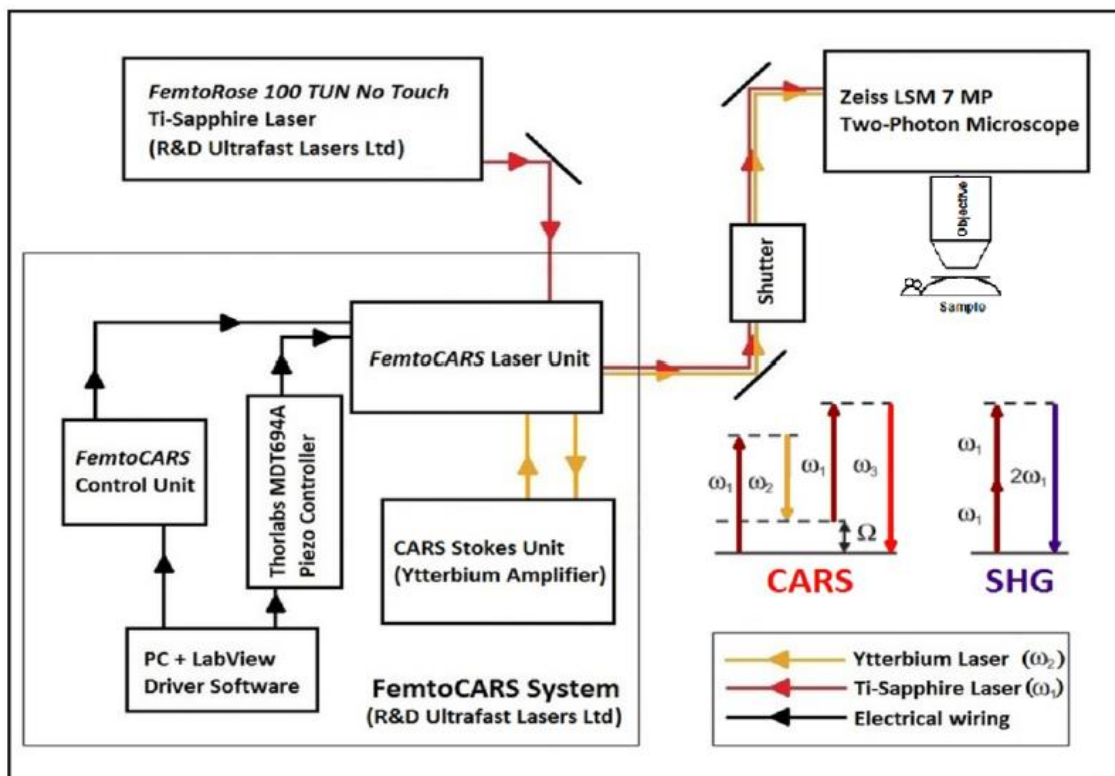 FemtoRose 100 TUN No Touch
Ti-Sapphire Laser
(R&D Ultrafast Lasers Ltd)
Zeiss LSM 7 MP
Two-Photon Microscope
Objective
Sample
Shutter
FemtoCARS Laser Unit
FemtoCARS
Control Unit
Thorlabs MDT694A
Piezo Controller
CARS Stokes Unit
(Ytterbium Amplifier)
PC + LabView
Driver Software
FemtoCARS System
(R&D Ultrafast Lasers Ltd)
ω₁ ω₂ ω₁ ω₃
Ω
CARS
ω₁
2ω₁
ω₁
SHG
Ytterbium Laser (ω₂)
Ti-Sapphire Laser (ω₁)
Electrical wiring